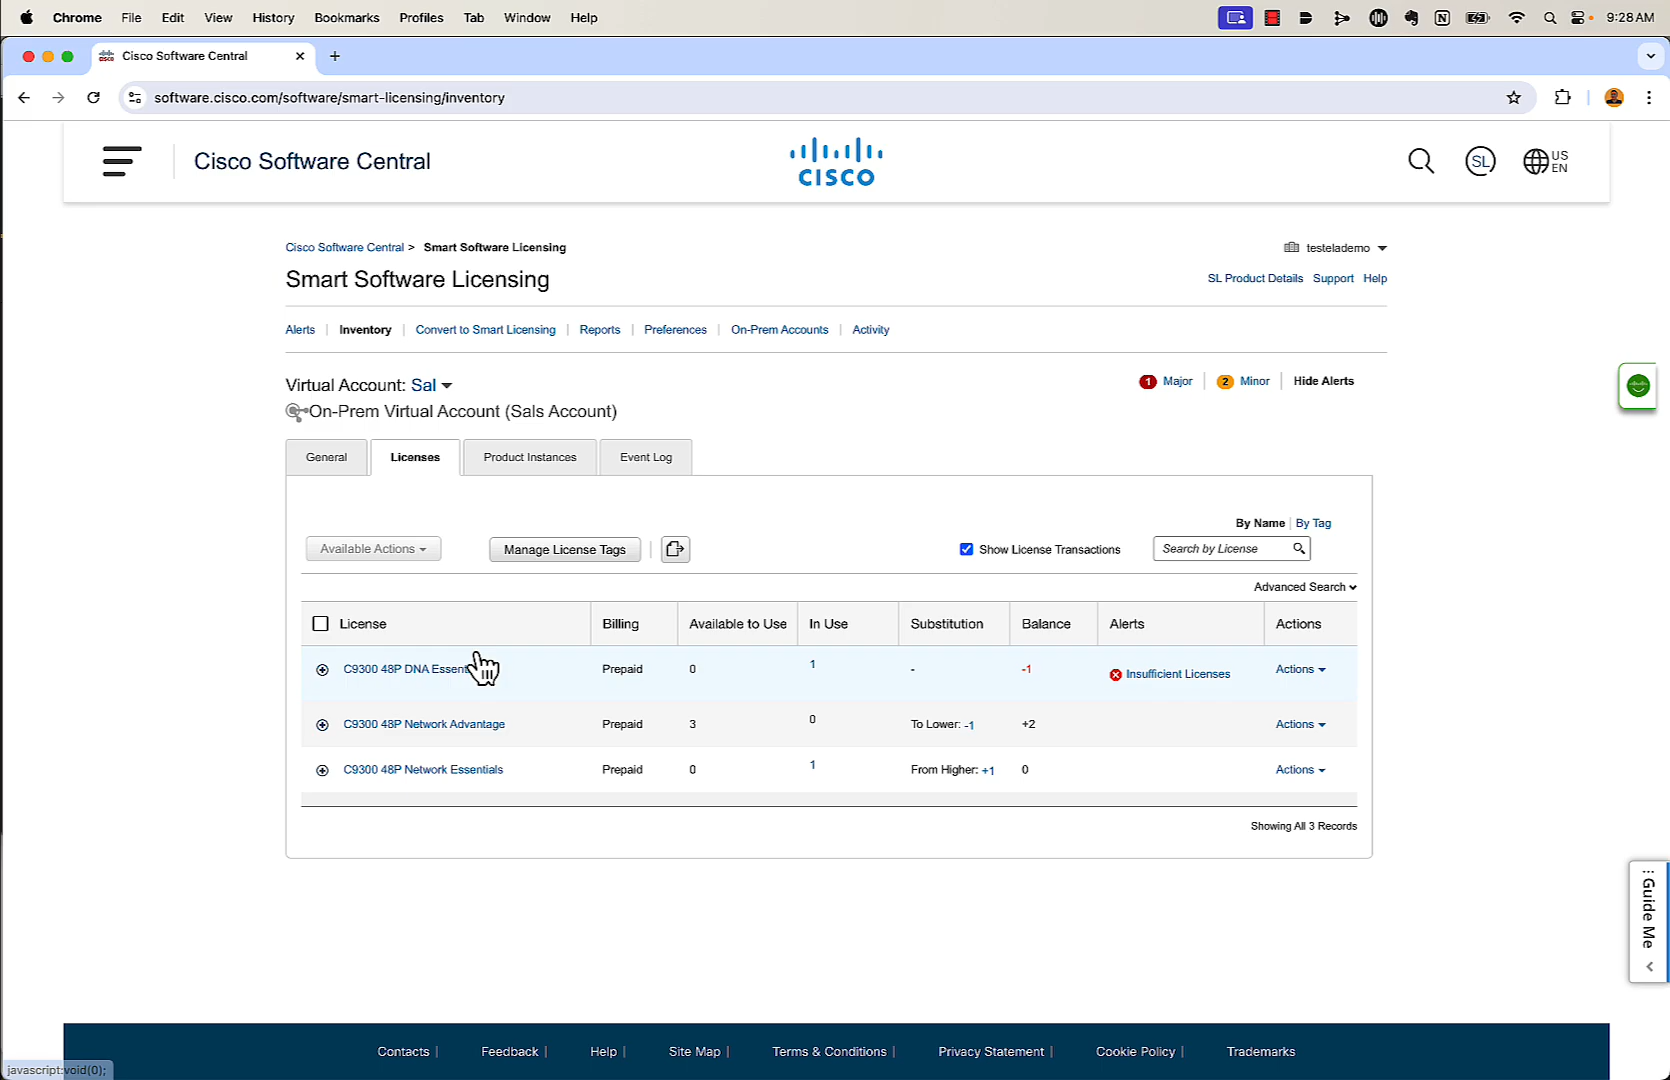 Chrome File Edit View History Bookmarks Profiles Tab Window Help 9:28 AM
Cisco Software Central
software.cisco.com/software/smart-licensing/inventory
Cisco Software Central
CISCO
SL
US
EN
Cisco Software Central > Smart Software Licensing
testelademo
Smart Software Licensing
SL Product Details Support Help
Alerts | Inventory | Convert to Smart Licensing | Reports | Preferences | On-Prem Accounts | Activity
Virtual Account: Sal
1 Major | 2 Minor | Hide Alerts
On-Prem Virtual Account (Sals Account)
General Licenses Product Instances Event Log
By Name | By Tag
Available Actions Manage License Tags | Show License Transactions Search by License
Advanced Search
License Billing Available to Use In Use Substitution Balance Alerts Actions
C9300 48P DNA Essent Prepaid 0 1 - -1 Insufficient Licenses Actions
C9300 48P Network Advantage Prepaid 3 0 To Lower: -1 +2 Actions
C9300 48P Network Essentials Prepaid 0 1 From Higher: +1 0 Actions
Showing All 3 Records
Guide Me
Contacts | Feedback | Help | Site Map | Terms & Conditions | Privacy Statement | Cookie Policy | Trademarks
javascript:void(0);